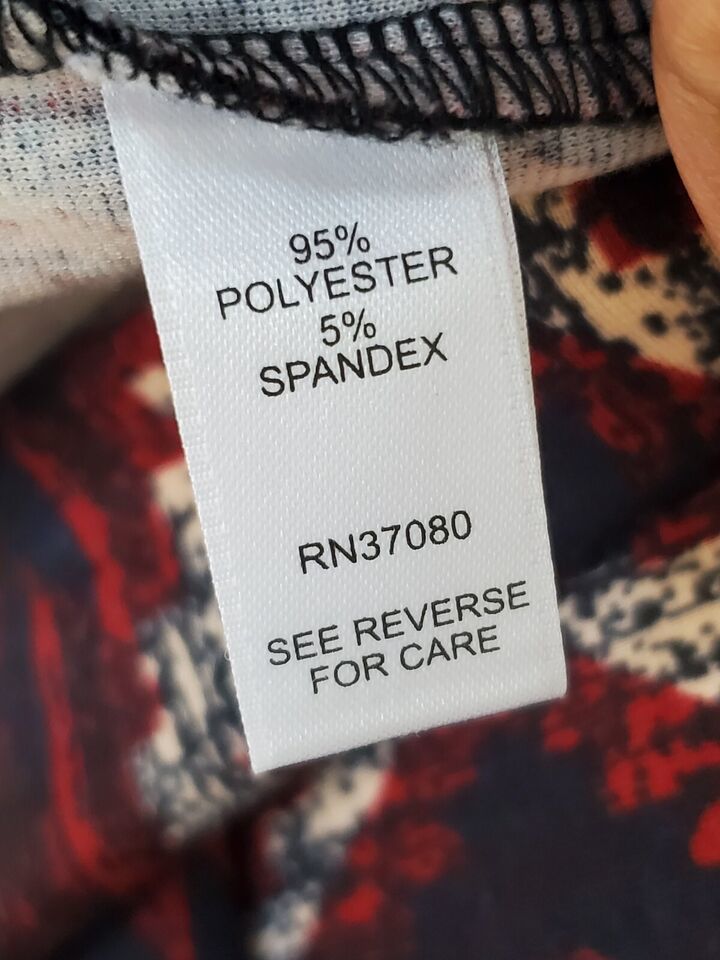 95%
POLYESTER
5%
SPANDEX
RN37080
SEE REVERSE
FOR CARE